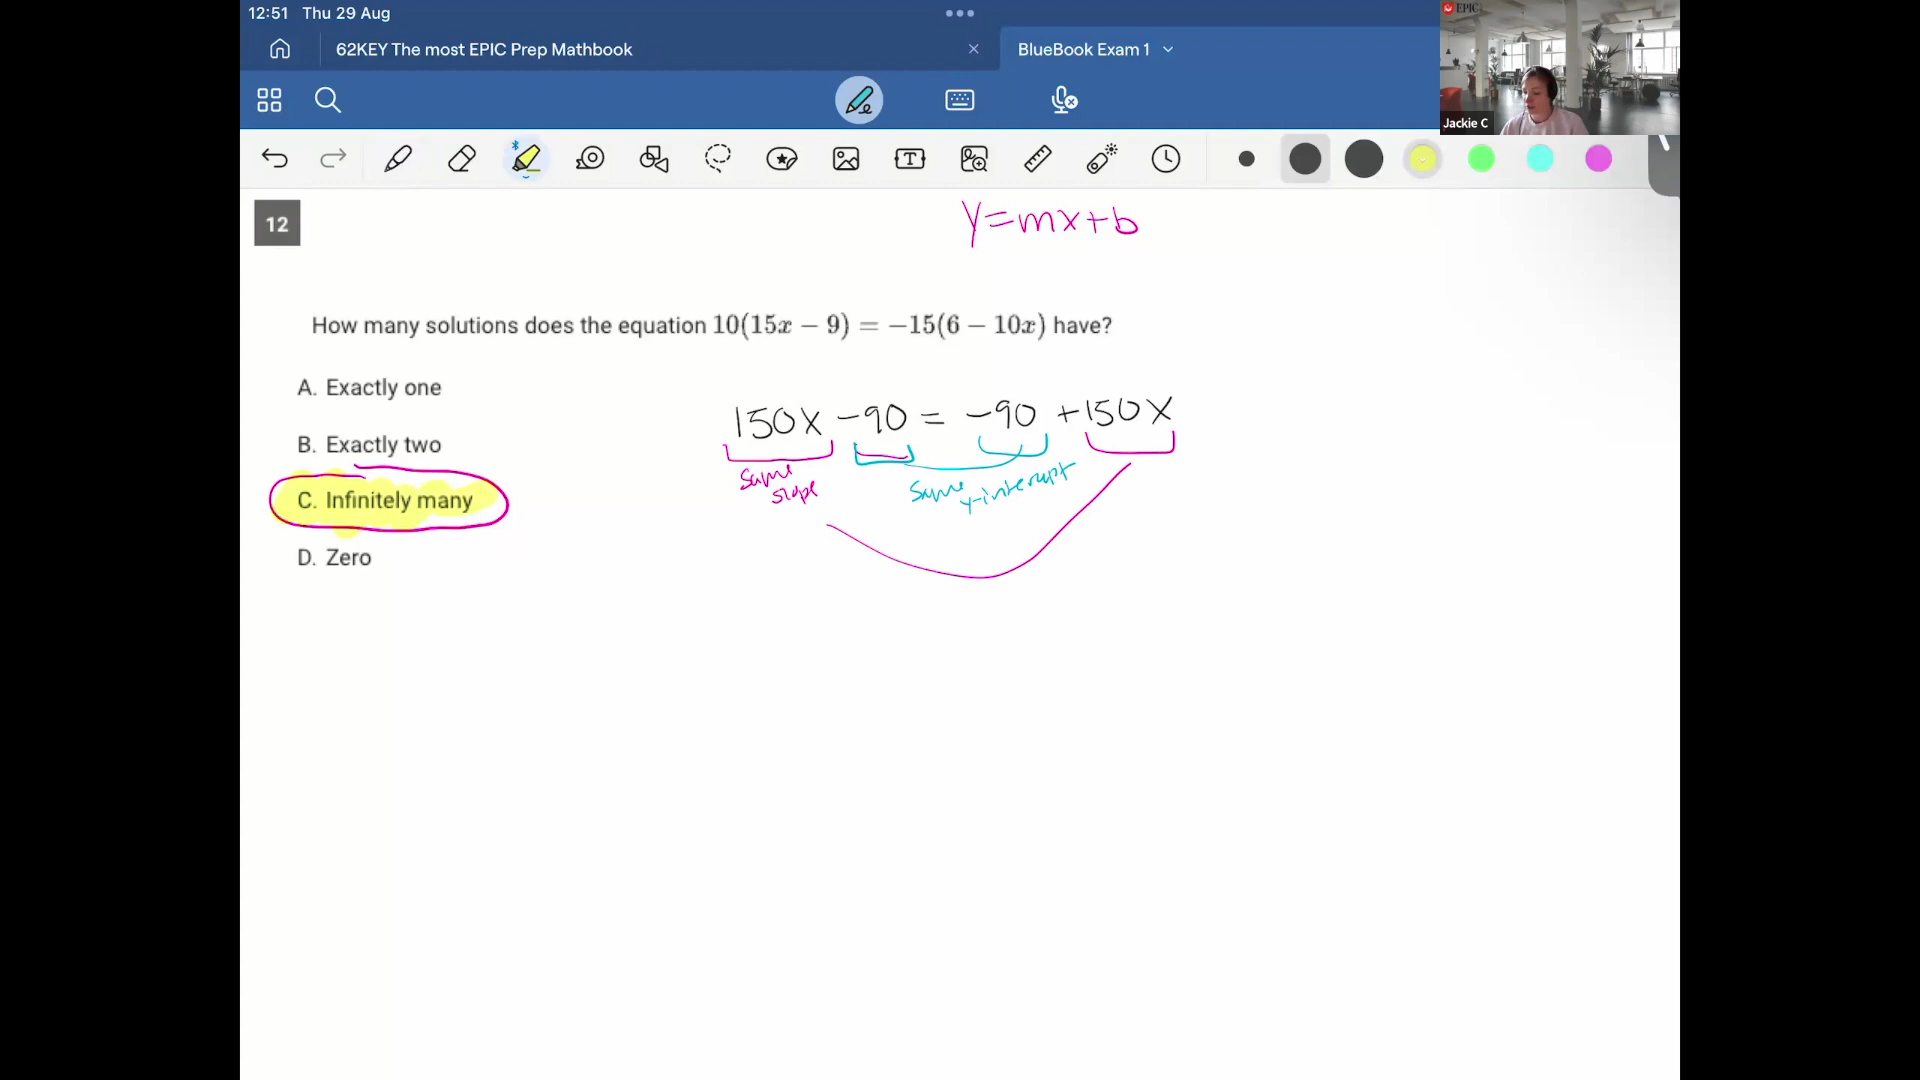 12:51 Thu 29 Aug
EPIC
62KEY The most EPIC Prep Mathbook
BlueBook Exam 1
Jackie C
12
y=mx+b
How many solutions does the equation 10(15x − 9) = −15(6 − 10x) have?
A. Exactly one
150x -90 = -90 +150x
B. Exactly two
same slope
same y-intercept
C. Infinitely many
D. Zero